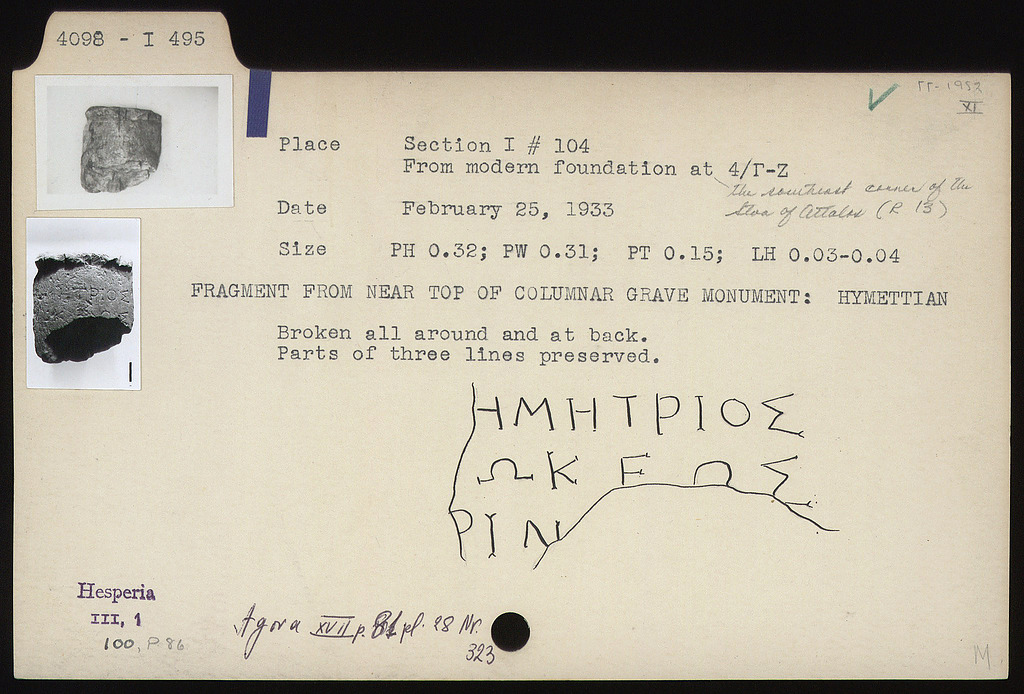 4098 - I 495
ΓΓ-1952
XI
Place Section I # 104
From modern foundation at 4/Γ-Ζ
the southeast corner of the
Stoa of Attalos (R 13)
Date February 25, 1933
Size PH 0.32; PW 0.31; PT 0.15; LH 0.03-0.04
FRAGMENT FROM NEAR TOP OF COLUMNAR GRAVE MONUMENT: HYMETTIAN
Broken all around and at back.
Parts of three lines preserved.
ΗΜΗΤΡΙΟΣ
ΩΚΕΩΣ
ΡΙΝ
Hesperia
III, 1
100, P. 86
Agora XVII p. 81 pl. 28 Nr.
323
M